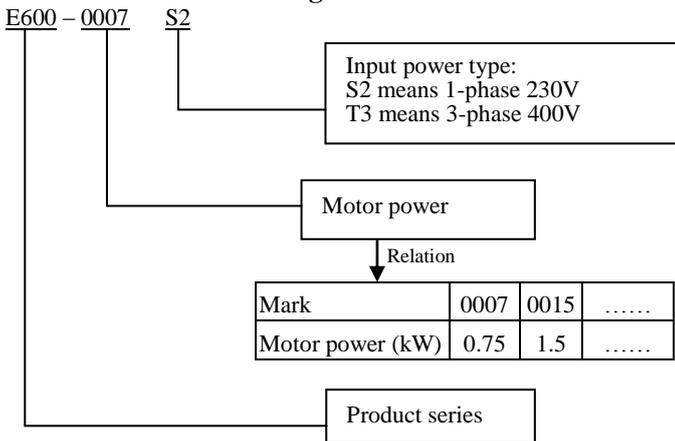 E600 – 0007 S2
Input power type:
S2 means 1-phase 230V
T3 means 3-phase 400V
Motor power
Relation
Mark 0007 0015 ……
Motor power (kW) 0.75 1.5 ……
Product series